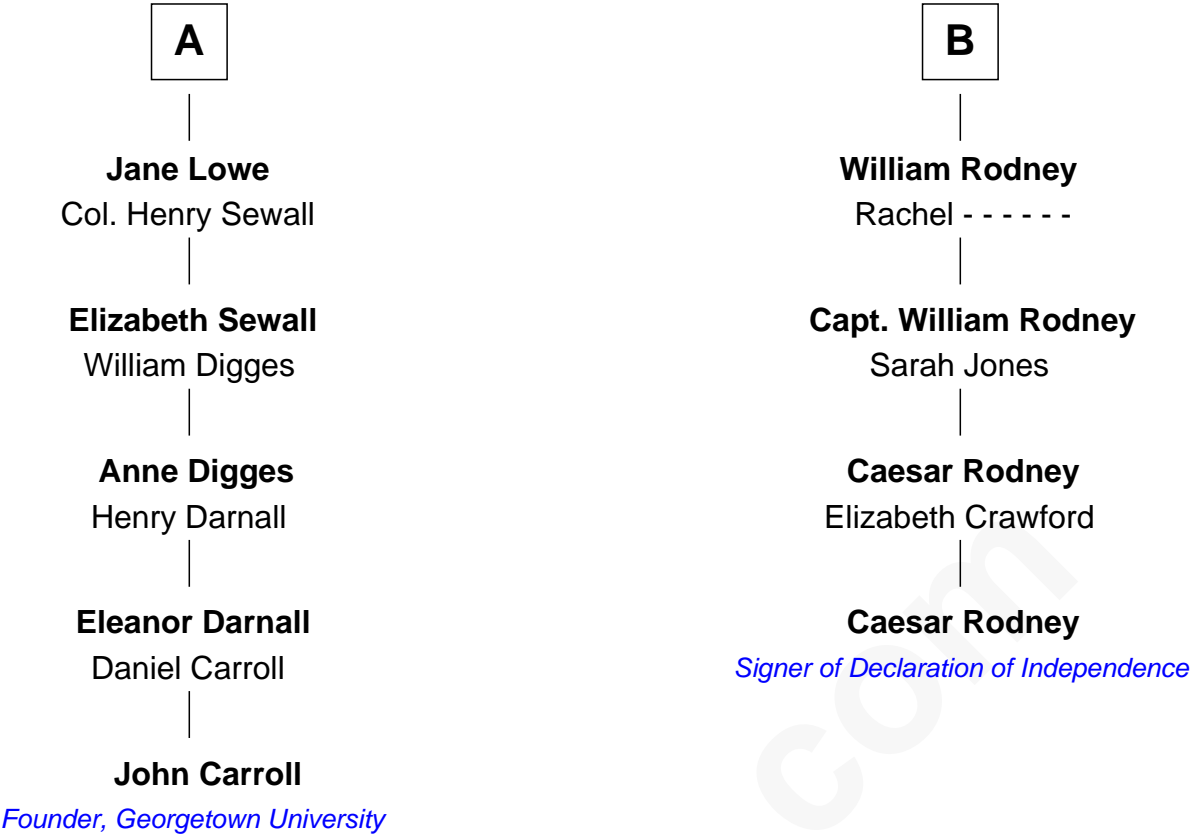 A
Jane Lowe
Col. Henry Sewall
Elizabeth Sewall
William Digges
Anne Digges
Henry Darnall
Eleanor Darnall
Daniel Carroll
John Carroll
Founder, Georgetown University
B
William Rodney
Rachel - - - - - -
Capt. William Rodney
Sarah Jones
Caesar Rodney
Elizabeth Crawford
Caesar Rodney
Signer of Declaration of Independence
com